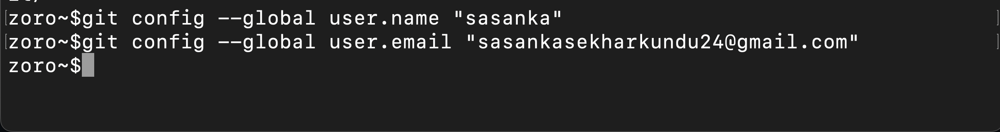 zoro~$git config --global user.name "sasanka"
zoro~$git config --global user.email "sasankasekharkundu24@gmail.com"
zoro~$